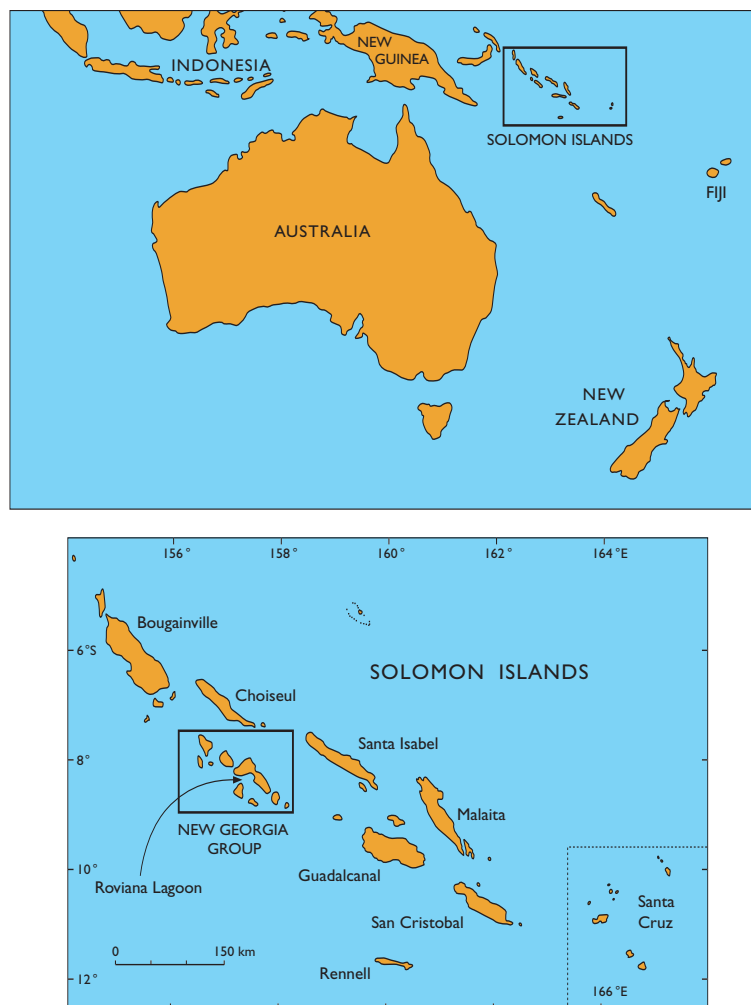 NEW
GUINEA
INDONESIA
SOLOMON ISLANDS
FIJI
AUSTRALIA
NEW
ZEALAND
156° 158° 160° 162° 164°E
Bougainville
6°S
SOLOMON ISLANDS
Choiseul
Santa Isabel
8°
Malaita
NEW GEORGIA
GROUP
10°
Roviana Lagoon
Guadalcanal
Santa
Cruz
San Cristobal
0 150 km
Rennell
12°
166°E